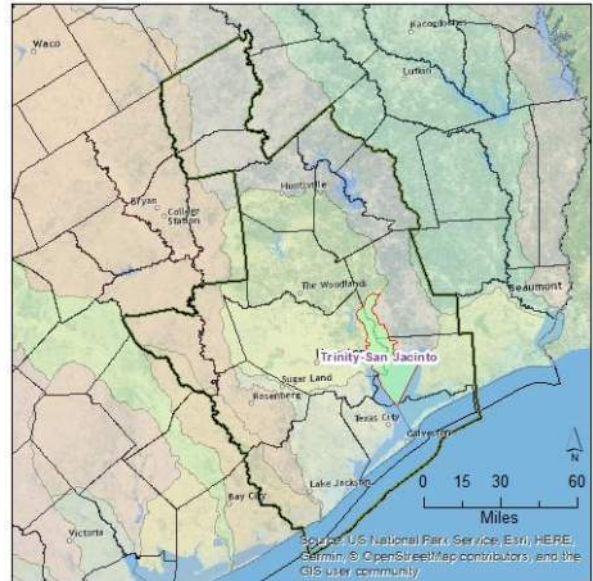 Nacogdoches
Waco
Lufkin
Huntsville
Bryan
College
Station
The Woodlands
Beaumont
Trinity-San Jacinto
Sugar Land
Rosenberg
Texas City
Galveston
N
Lake Jackson
0 15 30 60
Bay City
Miles
Victoria
Source: US National Park Service, Esri, HERE,
Garmin, © OpenStreetMap contributors, and the
GIS user community